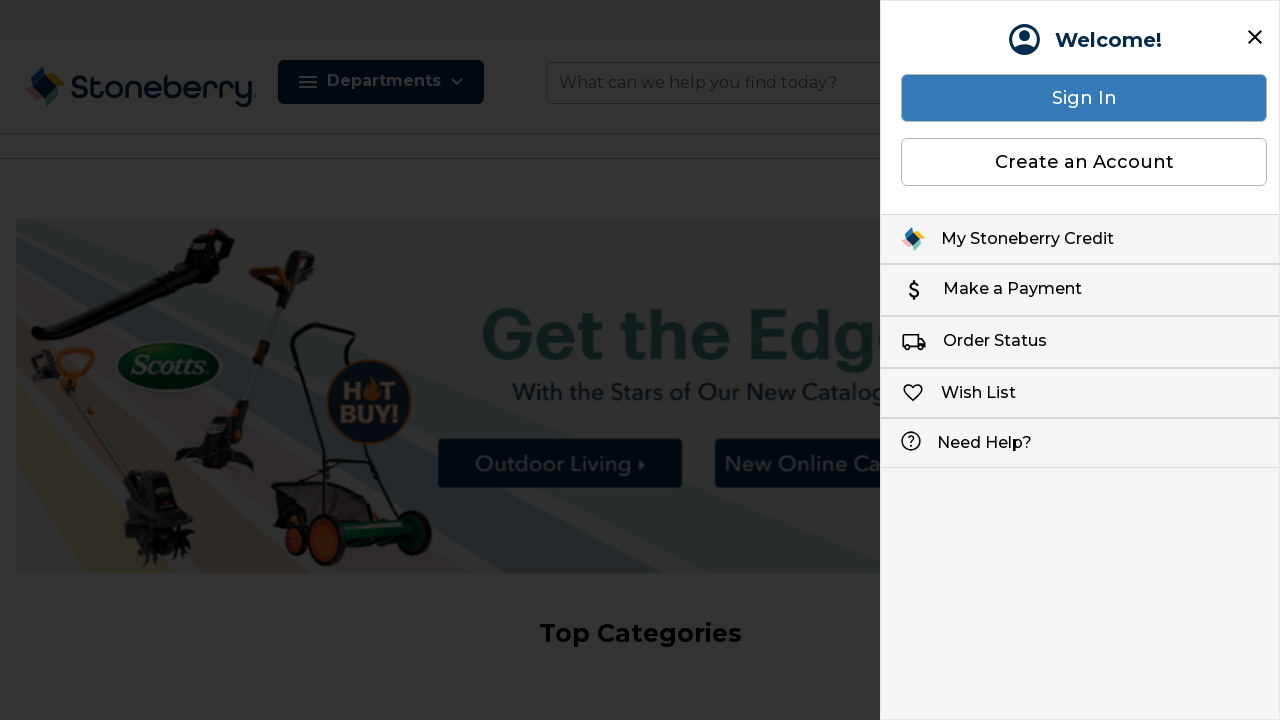 Stoneberry
Departments
What can we help you find today?
Scotts
HOT
BUY!
Get the Edge
With the Stars of Our New Catalog
Outdoor Living
New Online Ca
Top Categories
Welcome!
Sign In
Create an Account
My Stoneberry Credit
Make a Payment
Order Status
Wish List
Need Help?